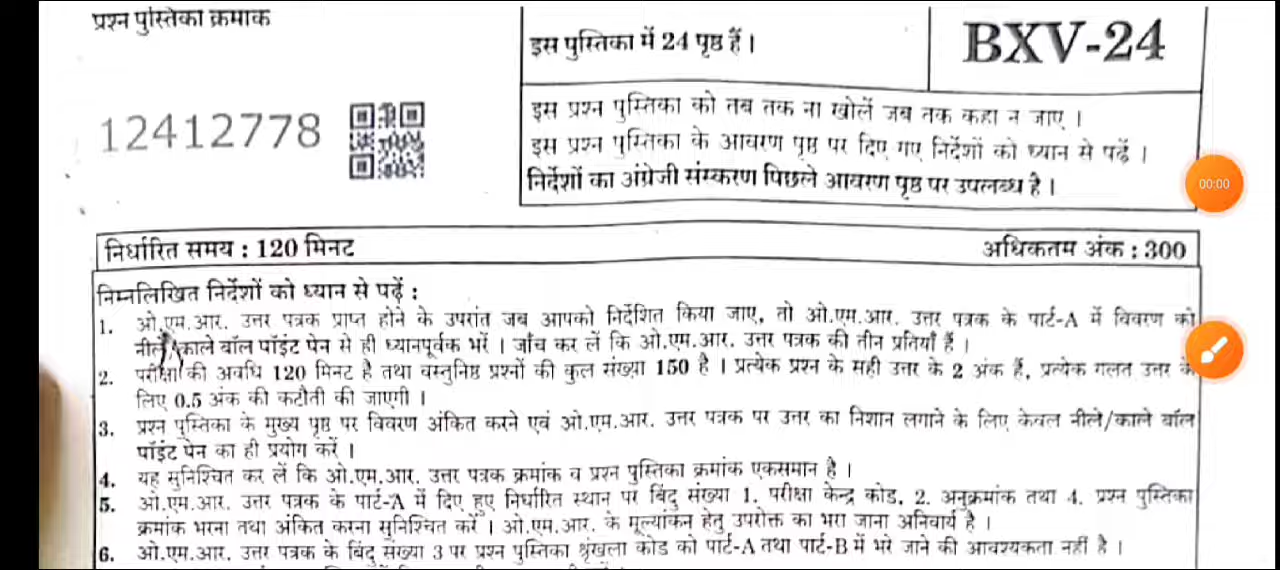 प्रश्न पुस्तिका क्रमांक
इस पुस्तिका में 24 पृष्ठ हैं ।
BXV-24
12412778
इस प्रश्न पुस्तिका को तब तक ना खोलें जब तक कहा न जाए ।
इस प्रश्न पुस्तिका के आवरण पृष्ठ पर दिए गए निर्देशों को ध्यान से पढ़ें ।
निर्देशों का अंग्रेजी संस्करण पिछले आवरण पृष्ठ पर उपलब्ध है ।
00:00
निर्धारित समय : 120 मिनट
अधिकतम अंक : 300
निम्नलिखित निर्देशों को ध्यान से पढ़ें :
1. ओ.एम.आर. उत्तर पत्रक प्राप्त होने के उपरांत जब आपको निर्देशित किया जाए, तो ओ.एम.आर. उत्तर पत्रक के पार्ट-A में विवरण को
नीले/काले बॉल पॉइंट पेन से ही ध्यानपूर्वक भरें । जाँच कर लें कि ओ.एम.आर. उत्तर पत्रक की तीन प्रतियाँ हैं ।
2. परीक्षा की अवधि 120 मिनट है तथा वस्तुनिष्ठ प्रश्नों की कुल संख्या 150 है । प्रत्येक प्रश्न के सही उत्तर के 2 अंक हैं, प्रत्येक गलत उत्तर के
लिए 0.5 अंक की कटौती की जाएगी ।
3. प्रश्न पुस्तिका के मुख्य पृष्ठ पर विवरण अंकित करने एवं ओ.एम.आर. उत्तर पत्रक पर उत्तर का निशान लगाने के लिए केवल नीले/काले बॉल
पॉइंट पेन का ही प्रयोग करें ।
4. यह सुनिश्चित कर लें कि ओ.एम.आर. उत्तर पत्रक क्रमांक व प्रश्न पुस्तिका क्रमांक एकसमान है ।
5. ओ.एम.आर. उत्तर पत्रक के पार्ट-A में दिए हुए निर्धारित स्थान पर बिंदु संख्या 1. परीक्षा केन्द्र कोड, 2. अनुक्रमांक तथा 4. प्रश्न पुस्तिका
क्रमांक भरना तथा अंकित करना सुनिश्चित करें । ओ.एम.आर. के मूल्यांकन हेतु उपरोक्त का भरा जाना अनिवार्य है ।
6. ओ.एम.आर. उत्तर पत्रक के बिंदु संख्या 3 पर प्रश्न पुस्तिका श्रृंखला कोड को पार्ट-A तथा पार्ट-B में भरे जाने की आवश्यकता नहीं है ।